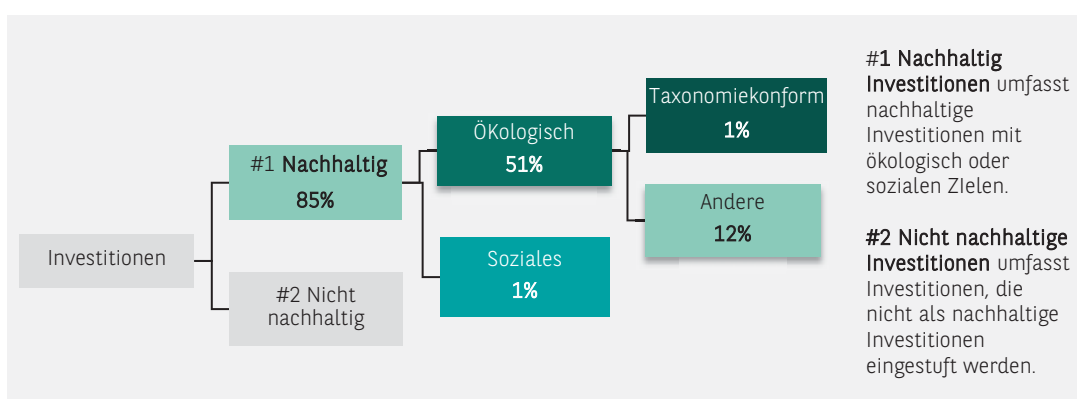 Investitionen
#1 Nachhaltig
85%
#2 Nicht
nachhaltig
ÖKologisch
51%
Soziales
1%
Taxonomiekonform
1%
Andere
12%
#1 Nachhaltig
Investitionen umfasst
nachhaltige
Investitionen mit
ökologisch oder
sozialen ZIelen.
#2 Nicht nachhaltige
Investitionen umfasst
Investitionen, die
nicht als nachhaltige
Investitionen
eingestuft werden.